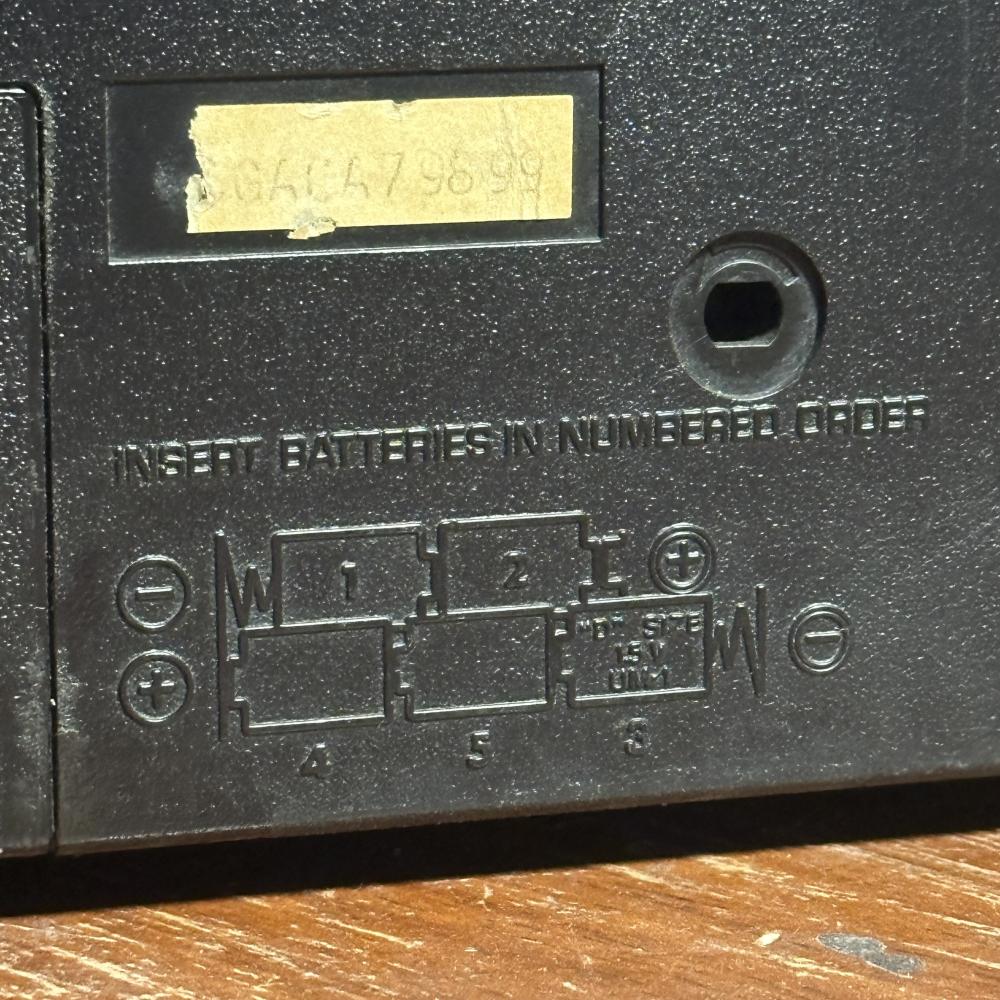 INSERT BATTERIES IN NUMBERED ORDER
1 2
"D" SIZE
1.5 V
UM-1
4 5 3